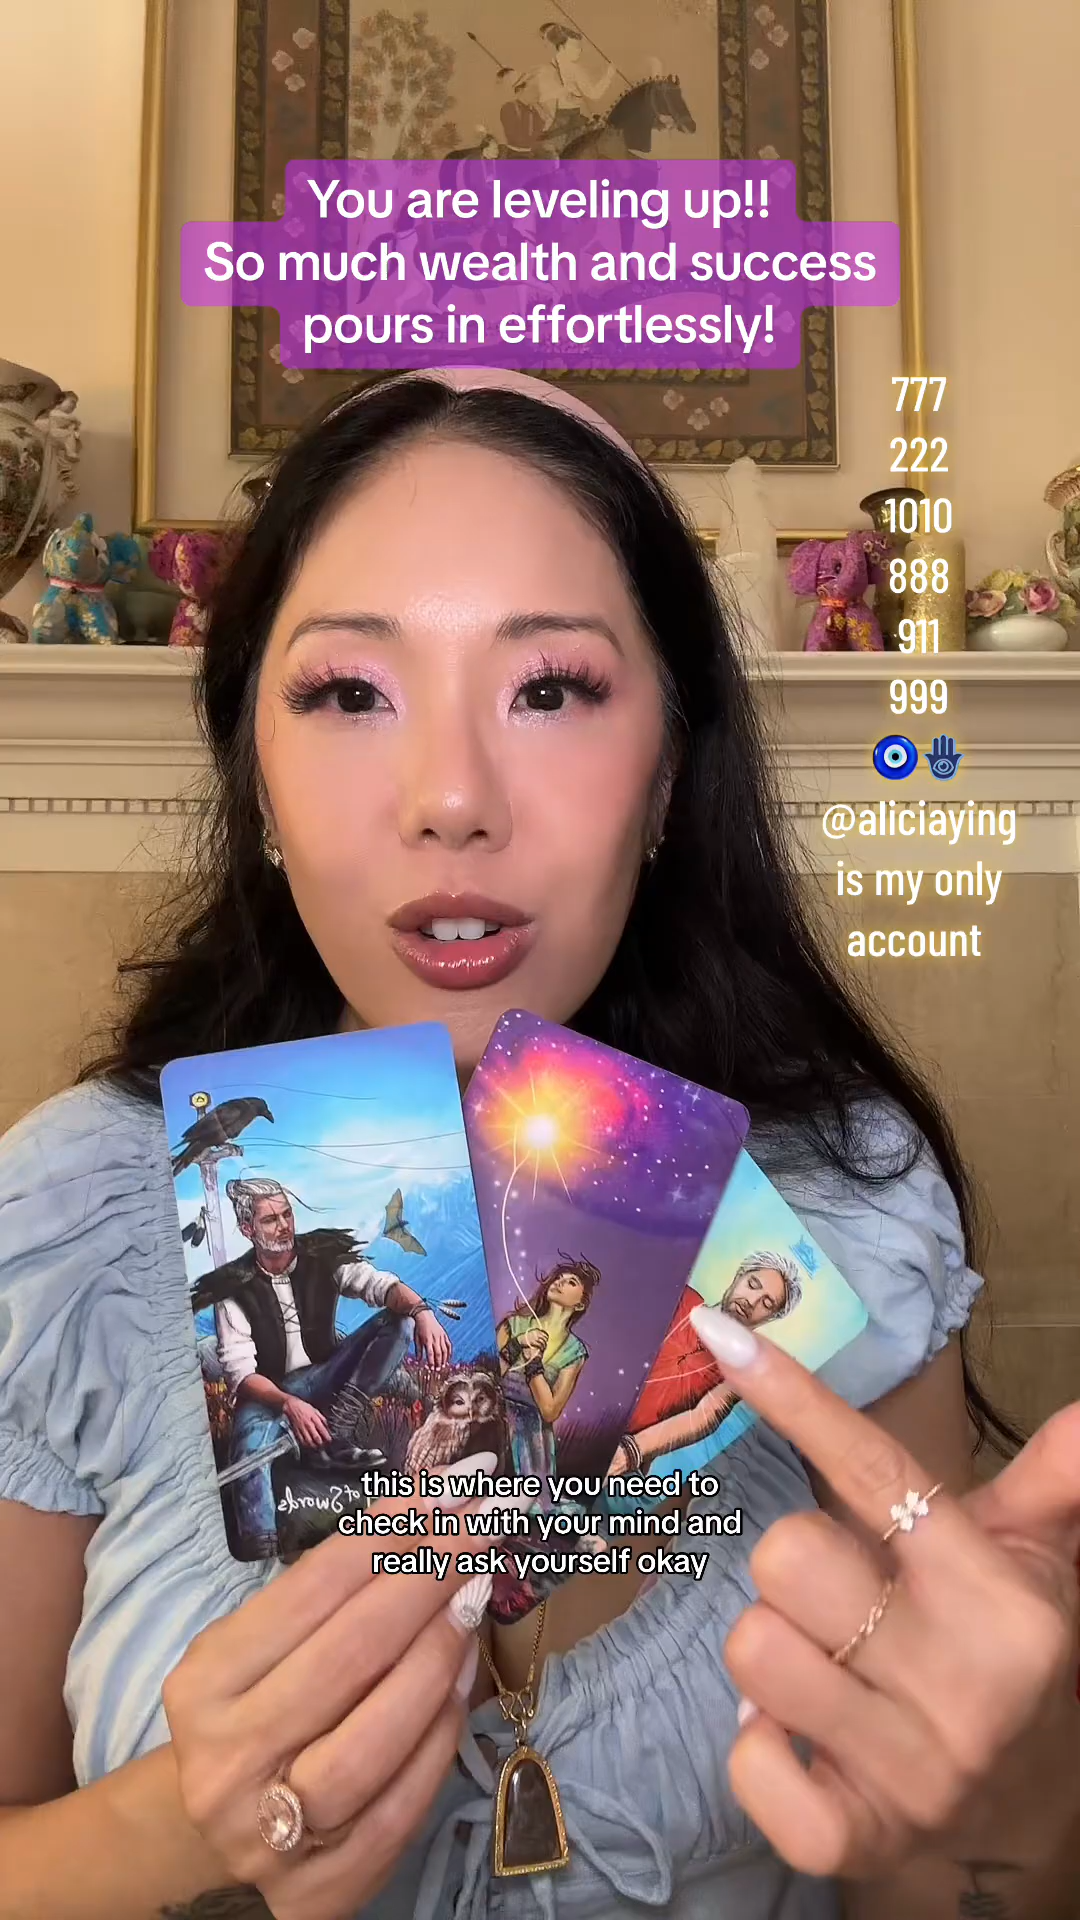 You are leveling up!!
So much wealth and success
pours in effortlessly!
777
222
1010
888
911
999
@aliciaying
is my only
account
of Swords
this is where you need to
check in with your mind and
really ask yourself okay